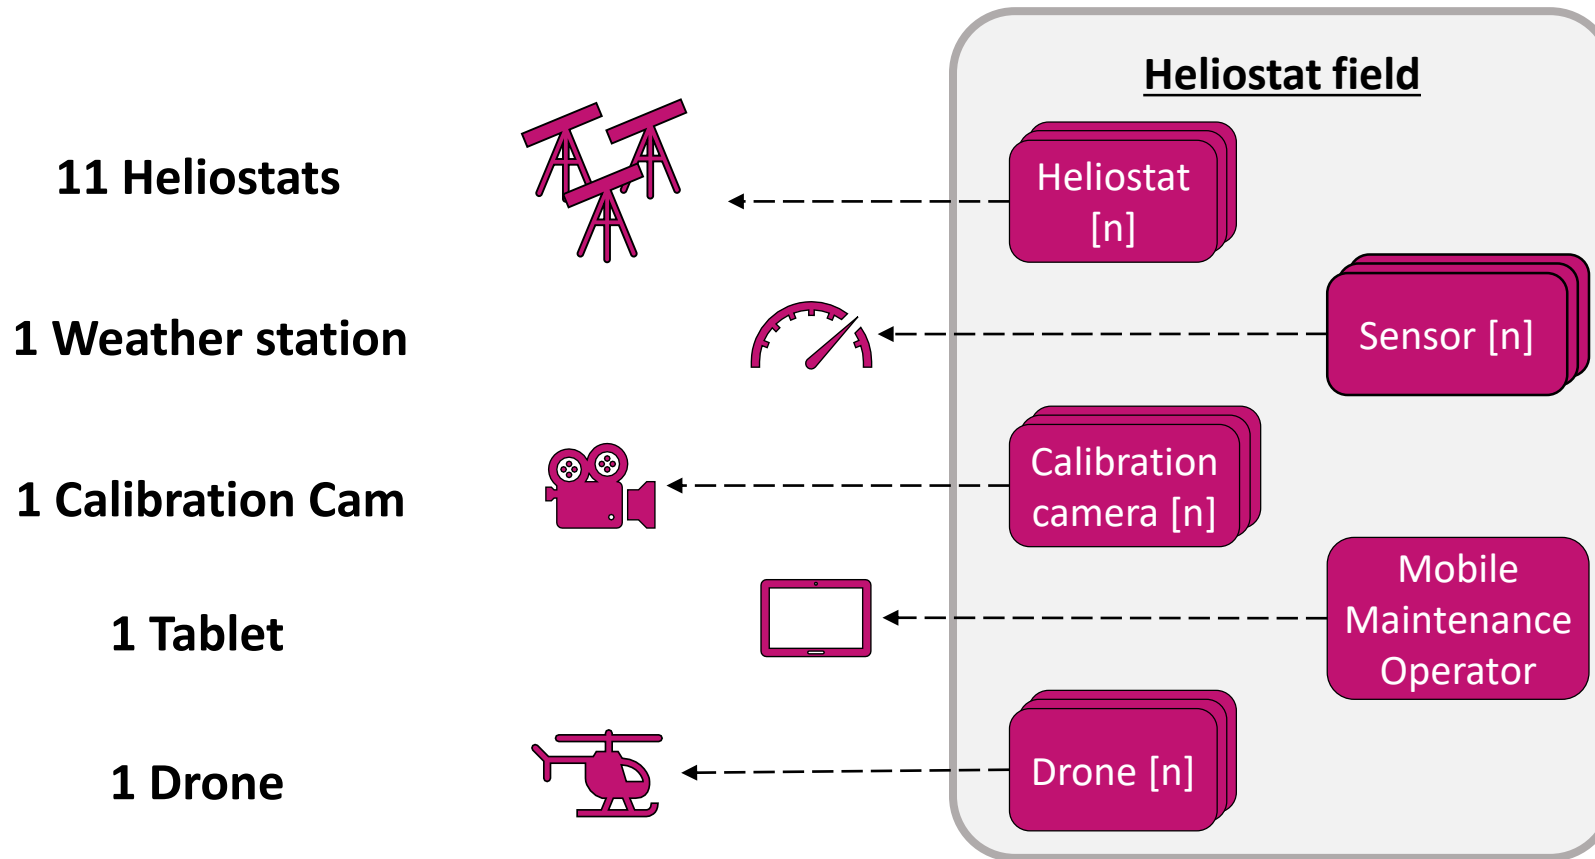 Heliostat field
11 Heliostats
Heliostat
[n]
1 Weather station
Sensor [n]
1 Calibration Cam
Calibration
camera [n]
1 Tablet
Mobile
Maintenance
Operator
1 Drone
Drone [n]